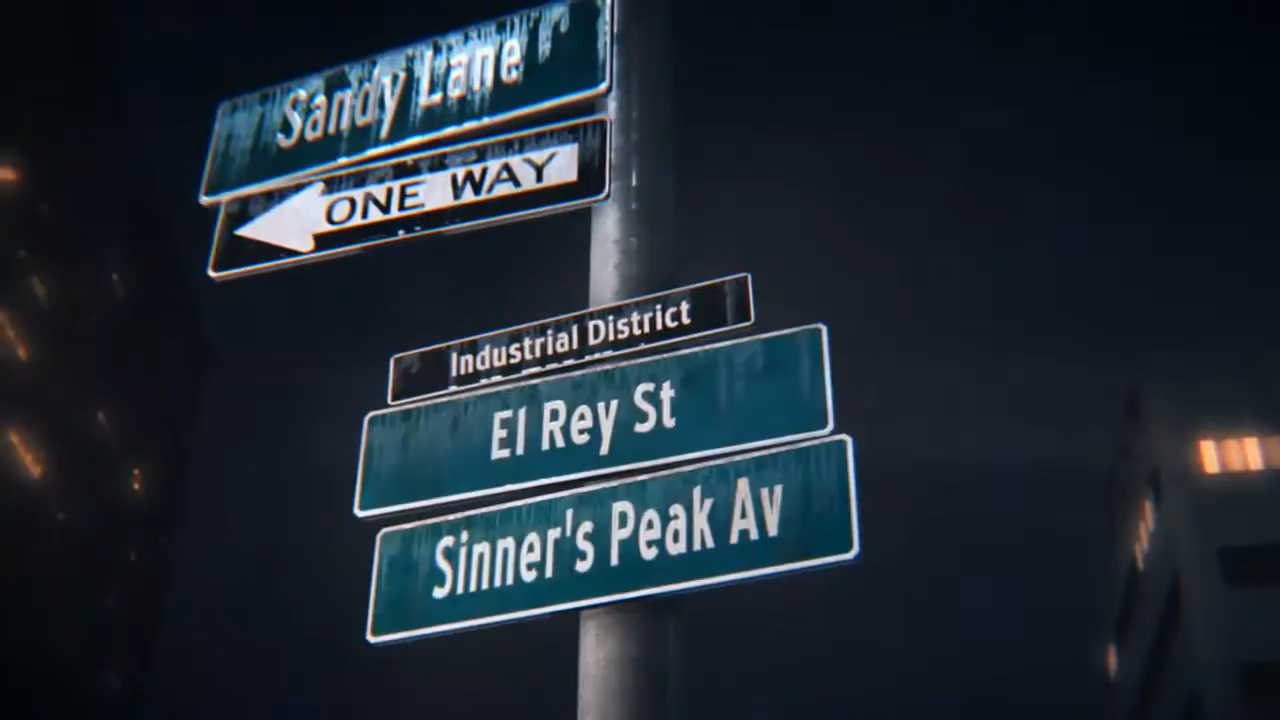 Sandy Lane
ONE WAY
Industrial District
El Rey St
Sinner's Peak Av